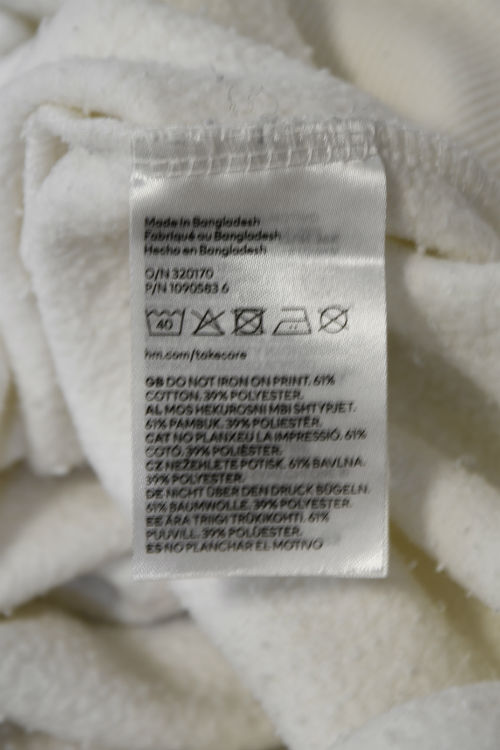 Made in Bangladesh
Fabriqué au Bangladesh
Hecho en Bangladesh
O/N 320170
P/N 1090583 6
40
hm.com/takecare
GB DO NOT IRON ON PRINT. 61%
COTTON. 39% POLYESTER.
AL MOS HEKUROSNI MBI SHTYPJET.
61% PAMBUK. 39% POLIESTËR.
CAT NO PLANXEU LA IMPRESSIÓ. 61%
COTÓ. 39% POLIÈSTER.
CZ NEŽEHLETE POTISK. 61% BAVLNA.
39% POLYESTER.
DE NICHT ÜBER DEN DRUCK BÜGELN.
61% BAUMWOLLE. 39% POLYESTER.
EE ÄRA TRIIGI TRÜKIKOHTI. 61%
PUUVILL. 39% POLÜESTER.
ES NO PLANCHAR EL MOTIVO